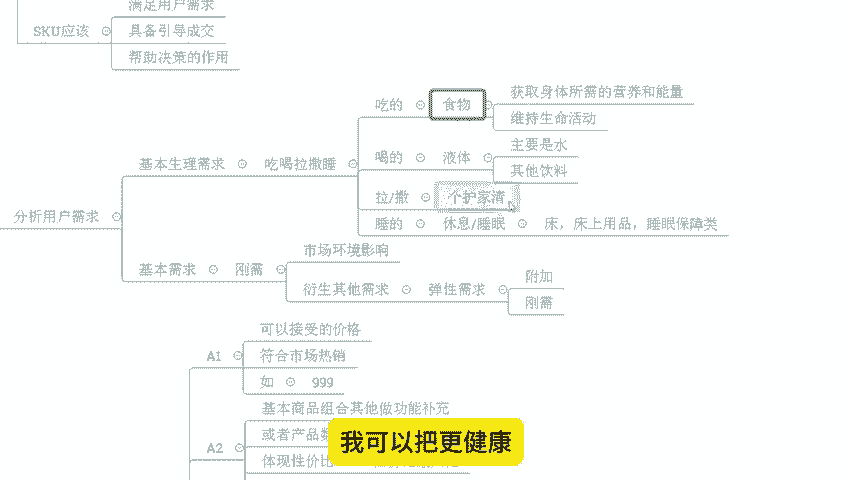 满足用户需求
SKU应该
具备引导成交
帮助决策的作用
吃的
食物
获取身体所需的营养和能量
维持生命活动
基本生理需求
吃喝拉撒睡
喝的
液体
主要是水
其他饮料
拉/撒
个护家清
分析用户需求
睡的
休息/睡眠
床,床上用品,睡眠保障类
市场环境影响
基本需求
刚需
衍生其他需求
弹性需求
附加
刚需
可以接受的价格
A1
符合市场热销
如
999
基本商品组合其他做功能补充
A2
或者产品数
体现性价比
我可以把更健康